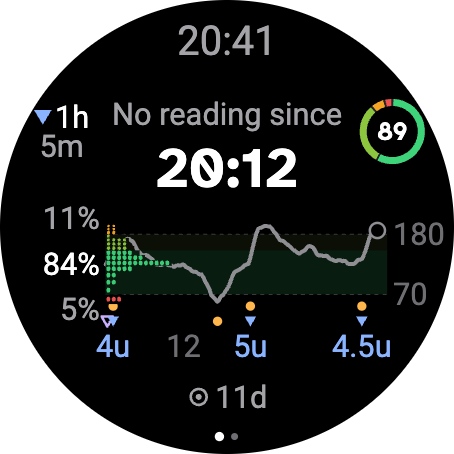 20:41
1h
5m
No reading since
20:12
89
11%
84%
5%
180
70
4u
12
5u
4.5u
11d